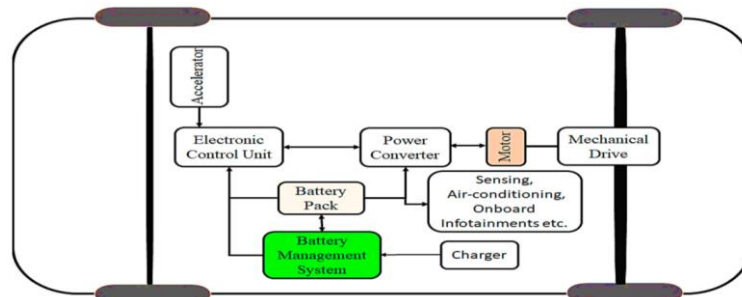 Accelerator
Electronic
Control Unit
Power
Converter
Motor
Mechanical
Drive
Battery
Pack
Sensing,
Air-conditioning,
Onboard
Infotainments etc.
Battery
Management
System
Charger